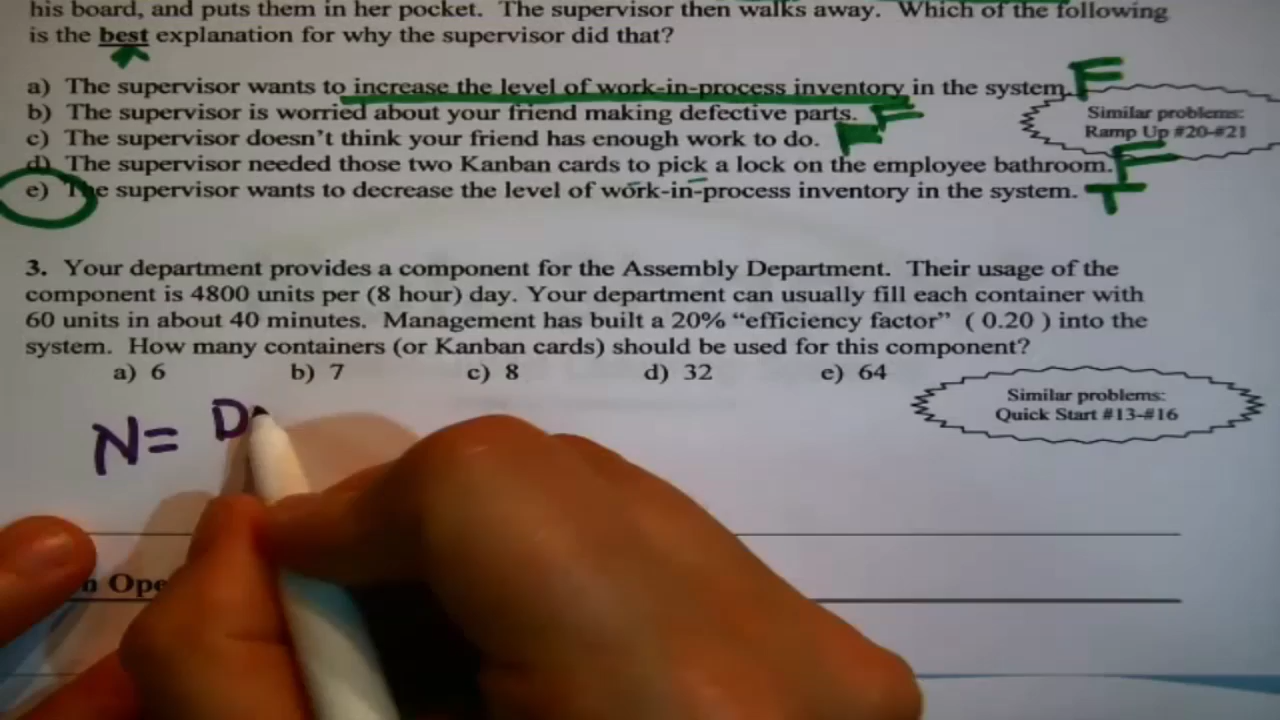 his board, and puts them in her pocket. The supervisor then walks away. Which of the following
is the best explanation for why the supervisor did that?
a) The supervisor wants to increase the level of work-in-process inventory in the system. F
b) The supervisor is worried about your friend making defective parts. F
c) The supervisor doesn't think your friend has enough work to do. F
d) The supervisor needed those two Kanban cards to pick a lock on the employee bathroom. F
e) The supervisor wants to decrease the level of work-in-process inventory in the system. T
Similar problems:
Ramp Up #20-#21
3. Your department provides a component for the Assembly Department. Their usage of the
component is 4800 units per (8 hour) day. Your department can usually fill each container with
60 units in about 40 minutes. Management has built a 20% "efficiency factor" ( 0.20 ) into the
system. How many containers (or Kanban cards) should be used for this component?
a) 6 b) 7 c) 8 d) 32 e) 64
Similar problems:
Quick Start #13-#16
N= D